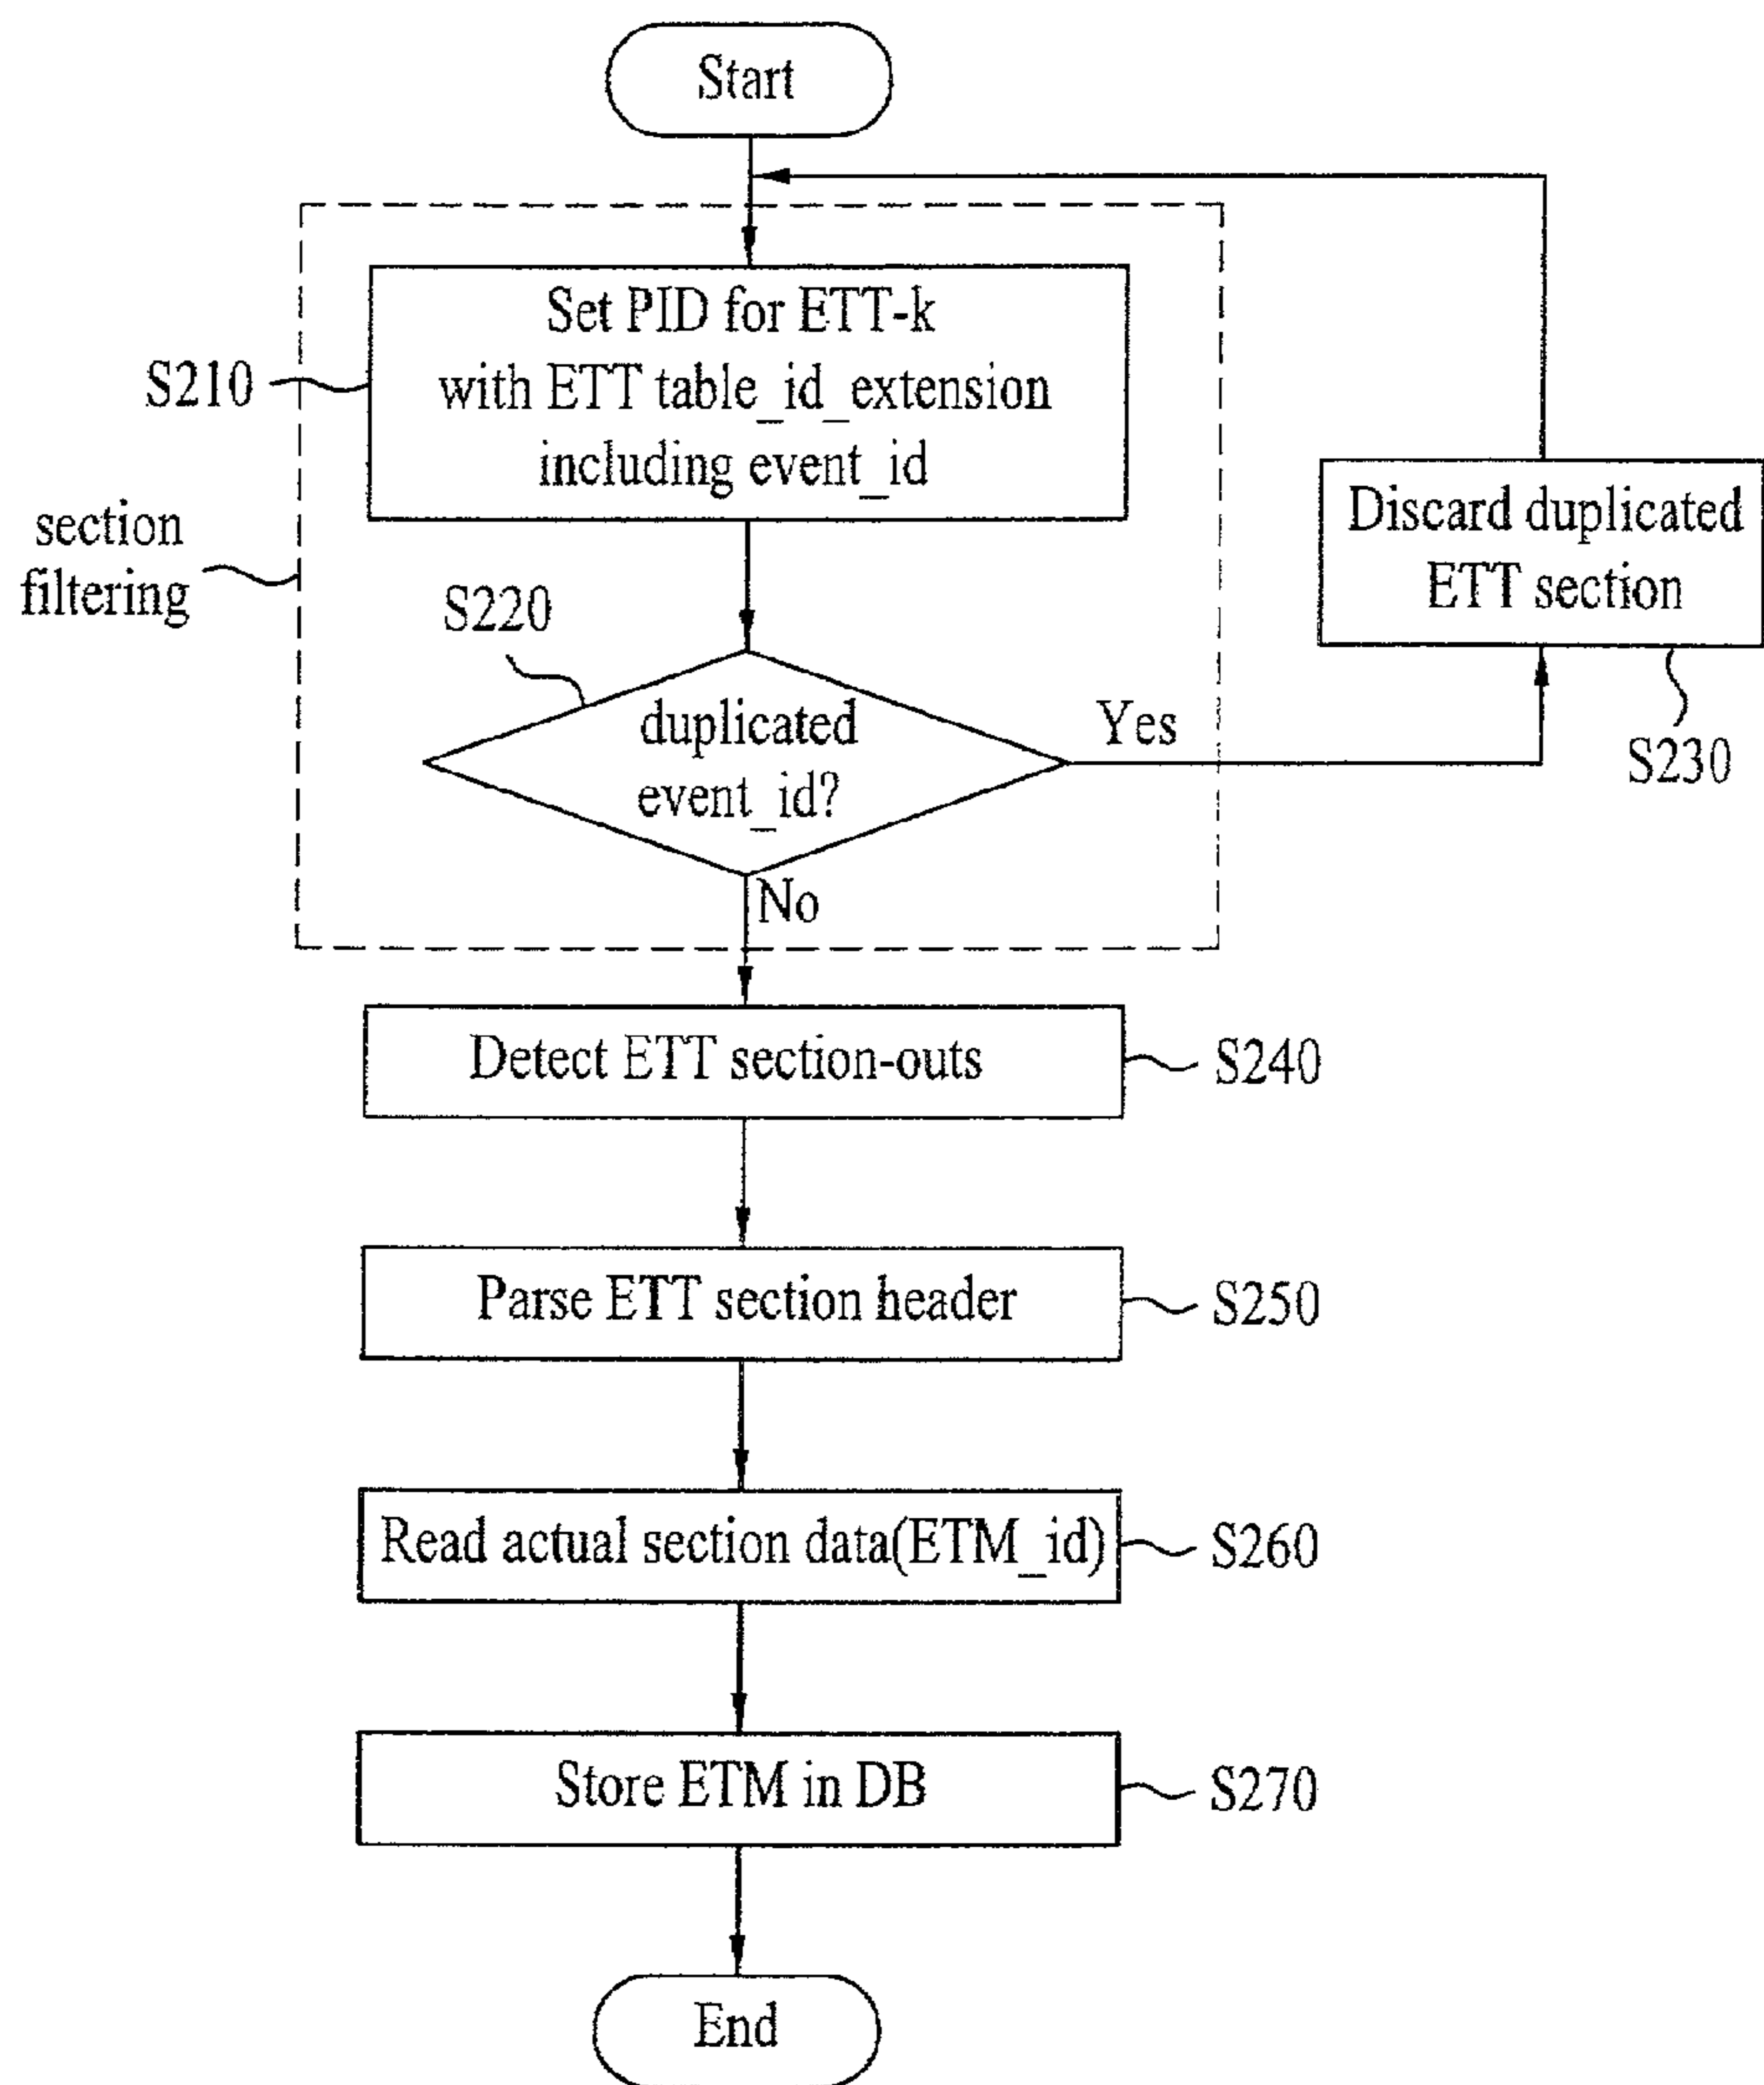 Start
Set PID for ETT-k
with ETT table_id_extension
including event_id
S210
section
filtering
Discard duplicated
ETT section
S220
duplicated
event_id?
Yes
S230
No
Detect ETT section-outs
S240
Parse ETT section header
S250
Read actual section data(ETM_id)
S260
Store ETM in DB
S270
End